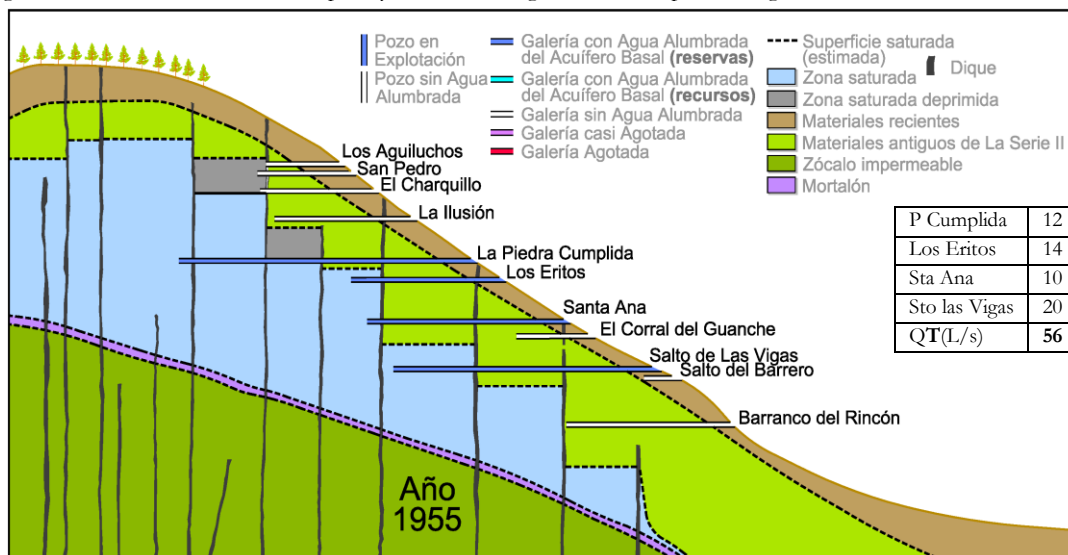 Pozo en
Explotación
Pozo sin Agua
Alumbrada
Galería con Agua Alumbrada
del Acuífero Basal (reservas)
Galería con Agua Alumbrada
del Acuífero Basal (recursos)
Galería sin Agua Alumbrada
Galería casi Agotada
Galería Agotada
Superficie saturada
(estimada)
Dique
Zona saturada
Zona saturada deprimida
Materiales recientes
Materiales antiguos de La Serie II
Zócalo impermeable
Mortalón
Los Aguiluchos
San Pedro
El Charquillo
La Ilusión
La Piedra Cumplida
Los Eritos
Santa Ana
El Corral del Guanche
Salto de Las Vigas
Salto del Barrero
Barranco del Rincón
P Cumplida 12
Los Eritos 14
Sta Ana 10
Sto las Vigas 20
QT(L/s) 56
Año
1955